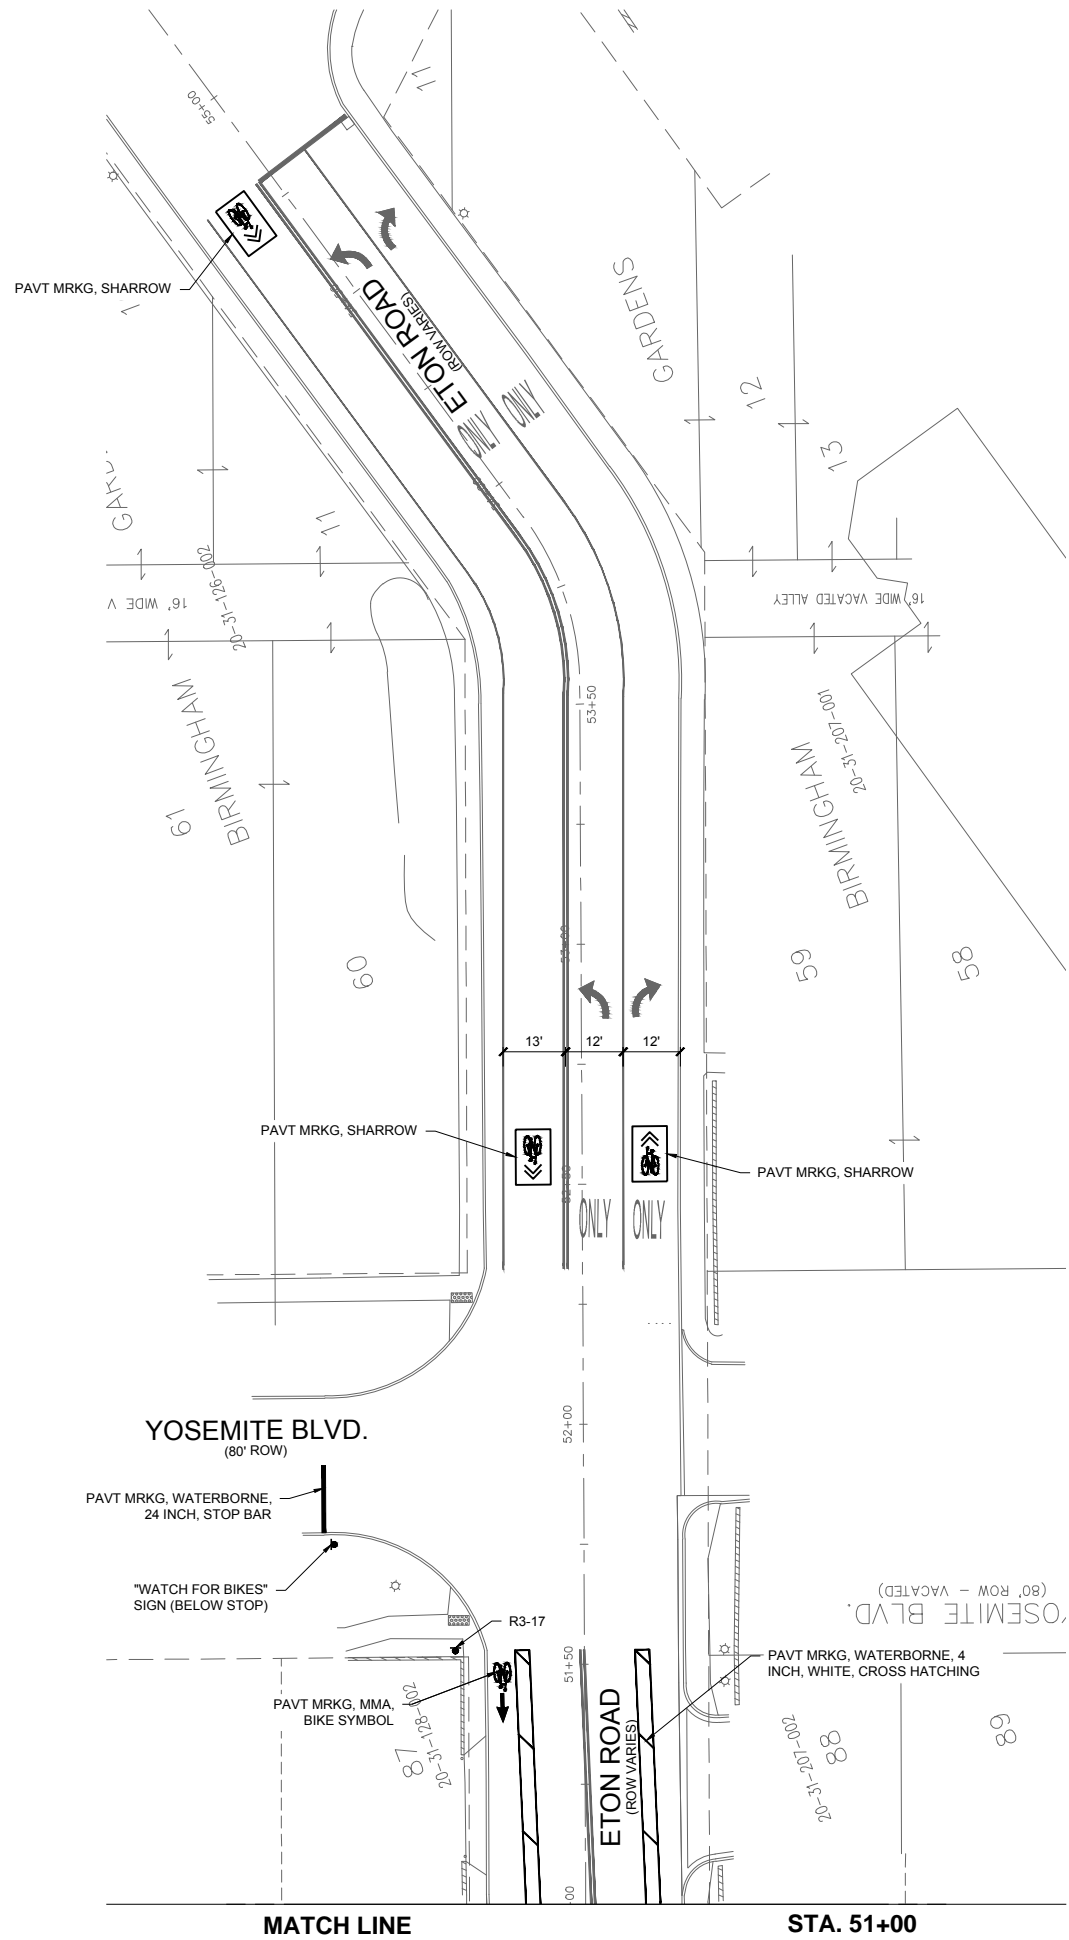 55+00
11
PAVT MRKG, SHARROW
1
ETON ROAD
(ROW VARIES)
GARDENS
12
13
ONLY
ONLY
11
16' WIDE V
20-31-126-002
16' WIDE VACATED ALLEY
61
BIRMINGHAM
53+50
BIRMINGHAM
20-31-207-001
60
59
58
53+00
13'
12'
12'
PAVT MRKG, SHARROW
PAVT MRKG, SHARROW
ONLY
ONLY
YOSEMITE BLVD.
(80' ROW)
52+00
PAVT MRKG, WATERBORNE,
24 INCH, STOP BAR
"WATCH FOR BIKES"
SIGN (BELOW STOP)
R3-17
YOSEMITE BLVD.
(80' ROW - VACATED)
51+50
PAVT MRKG, WATERBORNE, 4
INCH, WHITE, CROSS HATCHING
PAVT MRKG, MMA,
BIKE SYMBOL
87
20-31-128-002
ETON ROAD
(ROW VARIES)
20-31-207-002
88
89
MATCH LINE
STA. 51+00